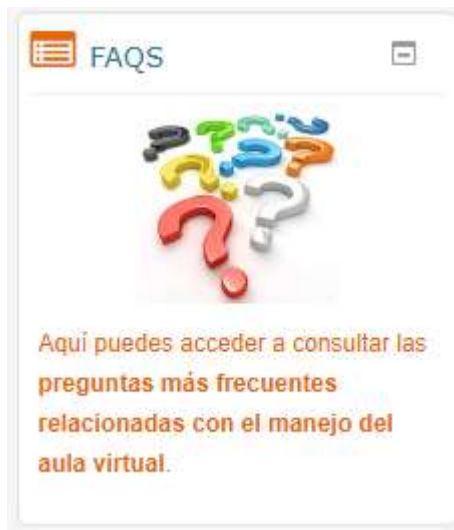 FAQS
Aquí puedes acceder a consultar las
preguntas más frecuentes
relacionadas con el manejo del
aula virtual.